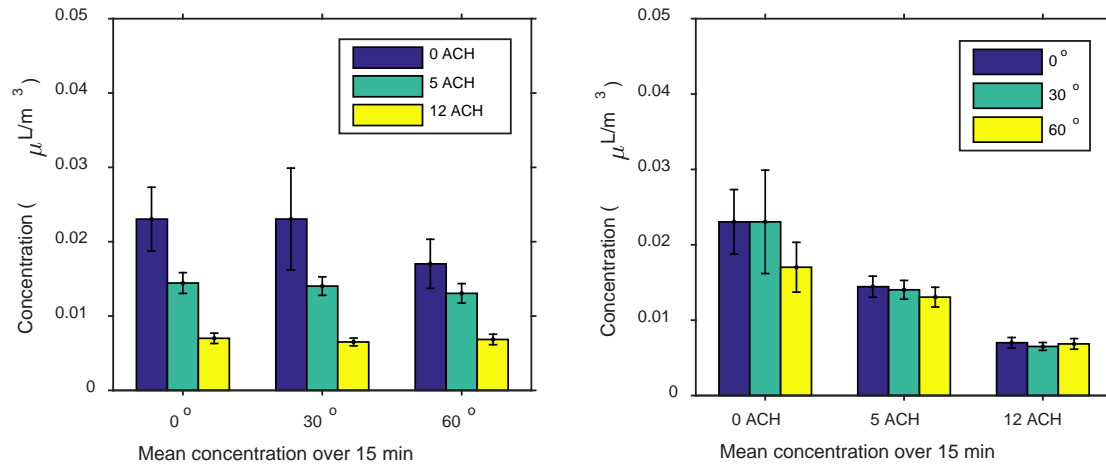 0.05
0.04
0.03
0.02
0.01
0
Concentration ( μL/m 3 )
0 ACH
5 ACH
12 ACH
0 o
30 o
60 o
Mean concentration over 15 min
0.05
0.04
0.03
0.02
0.01
0
Concentration ( μL/m 3 )
0 o
30 o
60 o
0 ACH
5 ACH
12 ACH
Mean concentration over 15 min